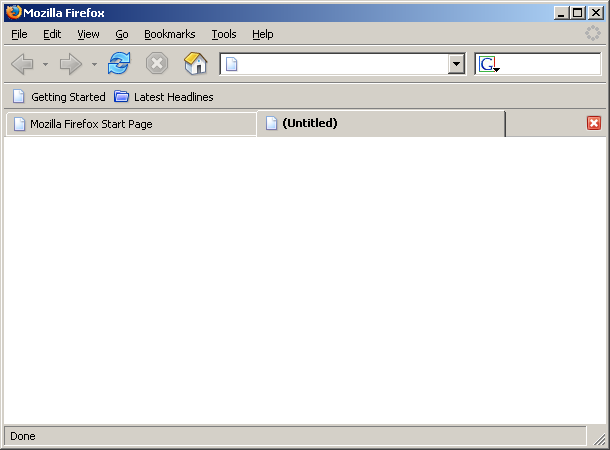 Mozilla Firefox
File Edit View Go Bookmarks Tools Help
G
Getting Started Latest Headlines
Mozilla Firefox Start Page (Untitled)
Done